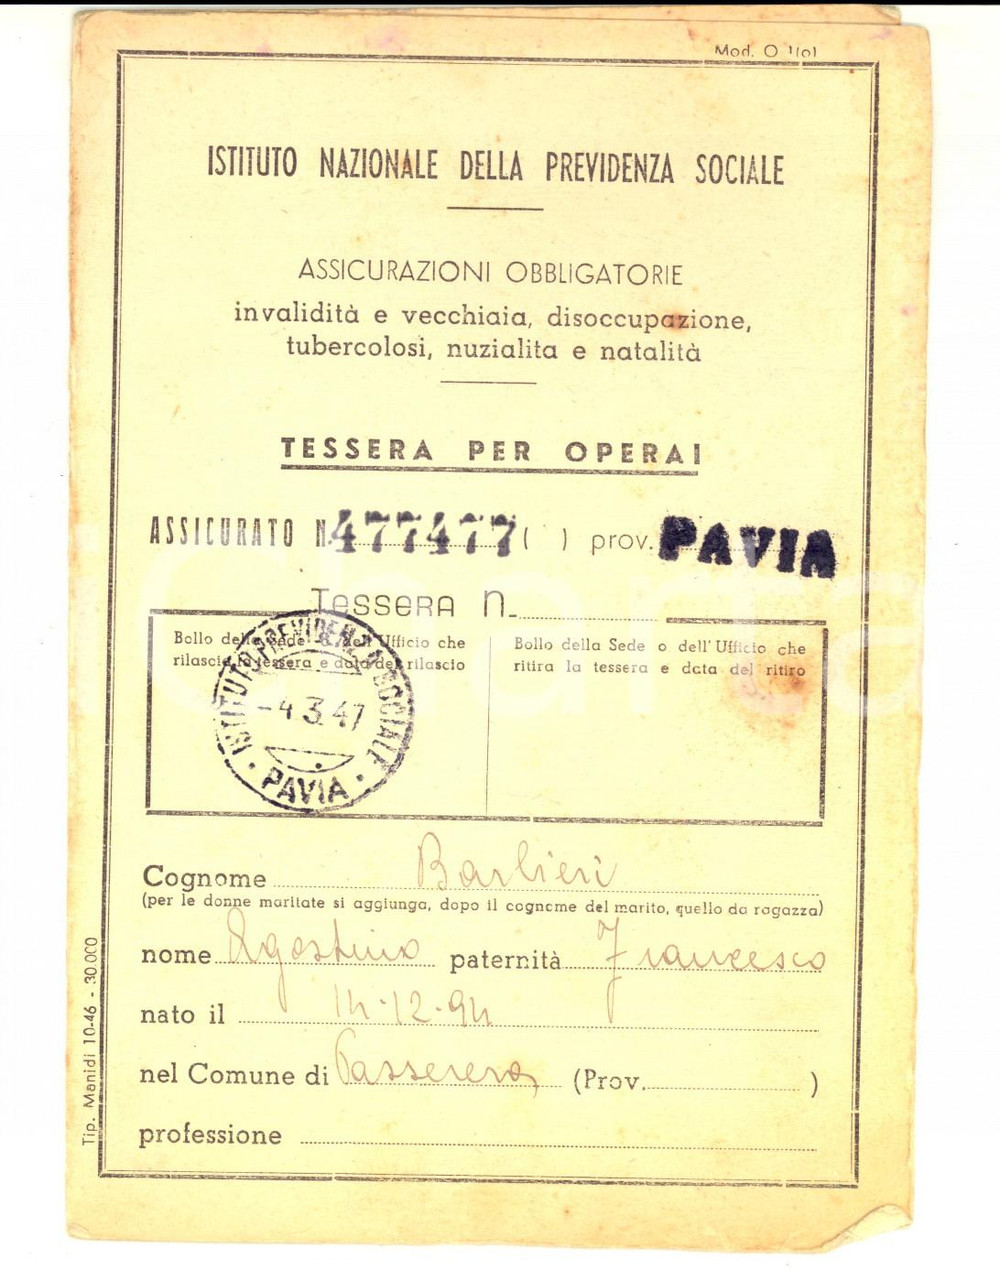 Mod. O 1(o)
ISTITUTO NAZIONALE DELLA PREVIDENZA SOCIALE
ASSICURAZIONI OBBLIGATORIE
invalidità e vecchiaia, disoccupazione,
tubercolosi, nuzialita e natalità
TESSERA PER OPERAI
ASSICURATO N. 477477 ( ) prov. PAVIA
TESSERA N.
Bollo della Sede o dell'Ufficio che
rilascia la tessera e data del rilascio
Bollo della Sede o dell'Ufficio che
ritira la tessera e data del ritiro
ISTITUTO PREVIDENZA SOCIALE
-4 3.47
· PAVIA ·
Cognome Barbieri
(per le donne maritate si aggiunga, dopo il cognome del marito, quello da ragazza)
nome Agostino paternità Francesco
nato il 14-12-94
nel Comune di (Prov. )
professione
Tip. Manidi 10-46 - 30.000